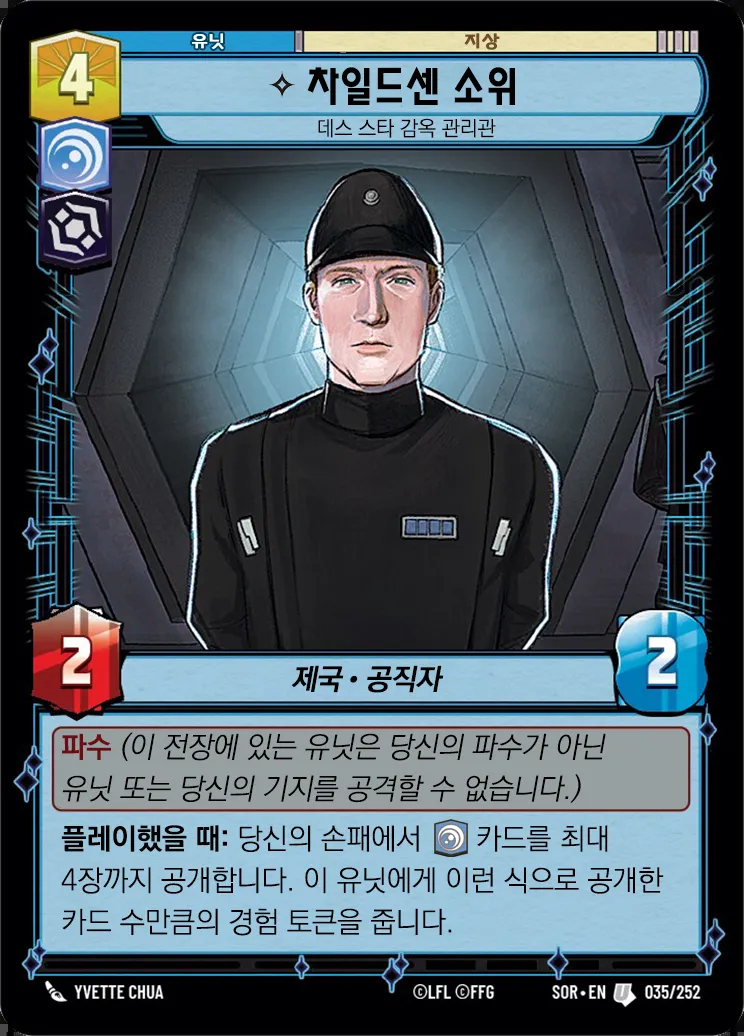 유닛
지상
4
차일드센 소위
데스 스타 감옥 관리관
2
2
제국 • 공직자
파수 (이 전장에 있는 유닛은 당신의 파수가 아닌
유닛 또는 당신의 기지를 공격할 수 없습니다.)
플레이했을 때: 당신의 손패에서 카드를 최대
4장까지 공개합니다. 이 유닛에게 이런 식으로 공개한
카드 수만큼의 경험 토큰을 줍니다.
YVETTE CHUA
©LFL ©FFG
SOR • EN U 035/252